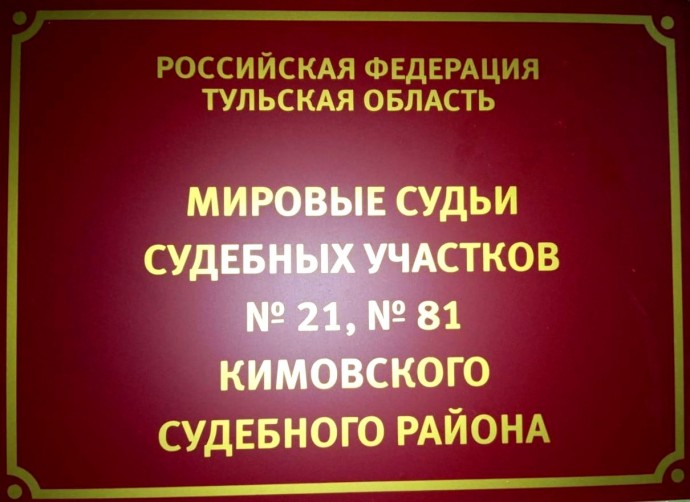 РОССИЙСКАЯ ФЕДЕРАЦИЯ
ТУЛЬСКАЯ ОБЛАСТЬ
МИРОВЫЕ СУДЬИ
СУДЕБНЫХ УЧАСТКОВ
№ 21, № 81
КИМОВСКОГО
СУДЕБНОГО РАЙОНА